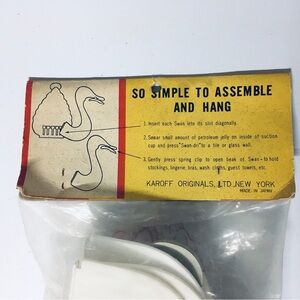 SO SIMPLE TO ASSEMBLE
AND HANG
1. Insert each Swan into its slot diagonally.
2. Smear small amount of petroleum jelly on inside of suction
cup and press "Swan-dri" to a tile or glass wall.
3. Gently press spring clip to open beak of Swan-to hold
stockings, lingerie, bras, wash cloths, guest towels, etc.
KAROFF ORIGINALS, LTD., NEW YORK
MADE IN JAPAN